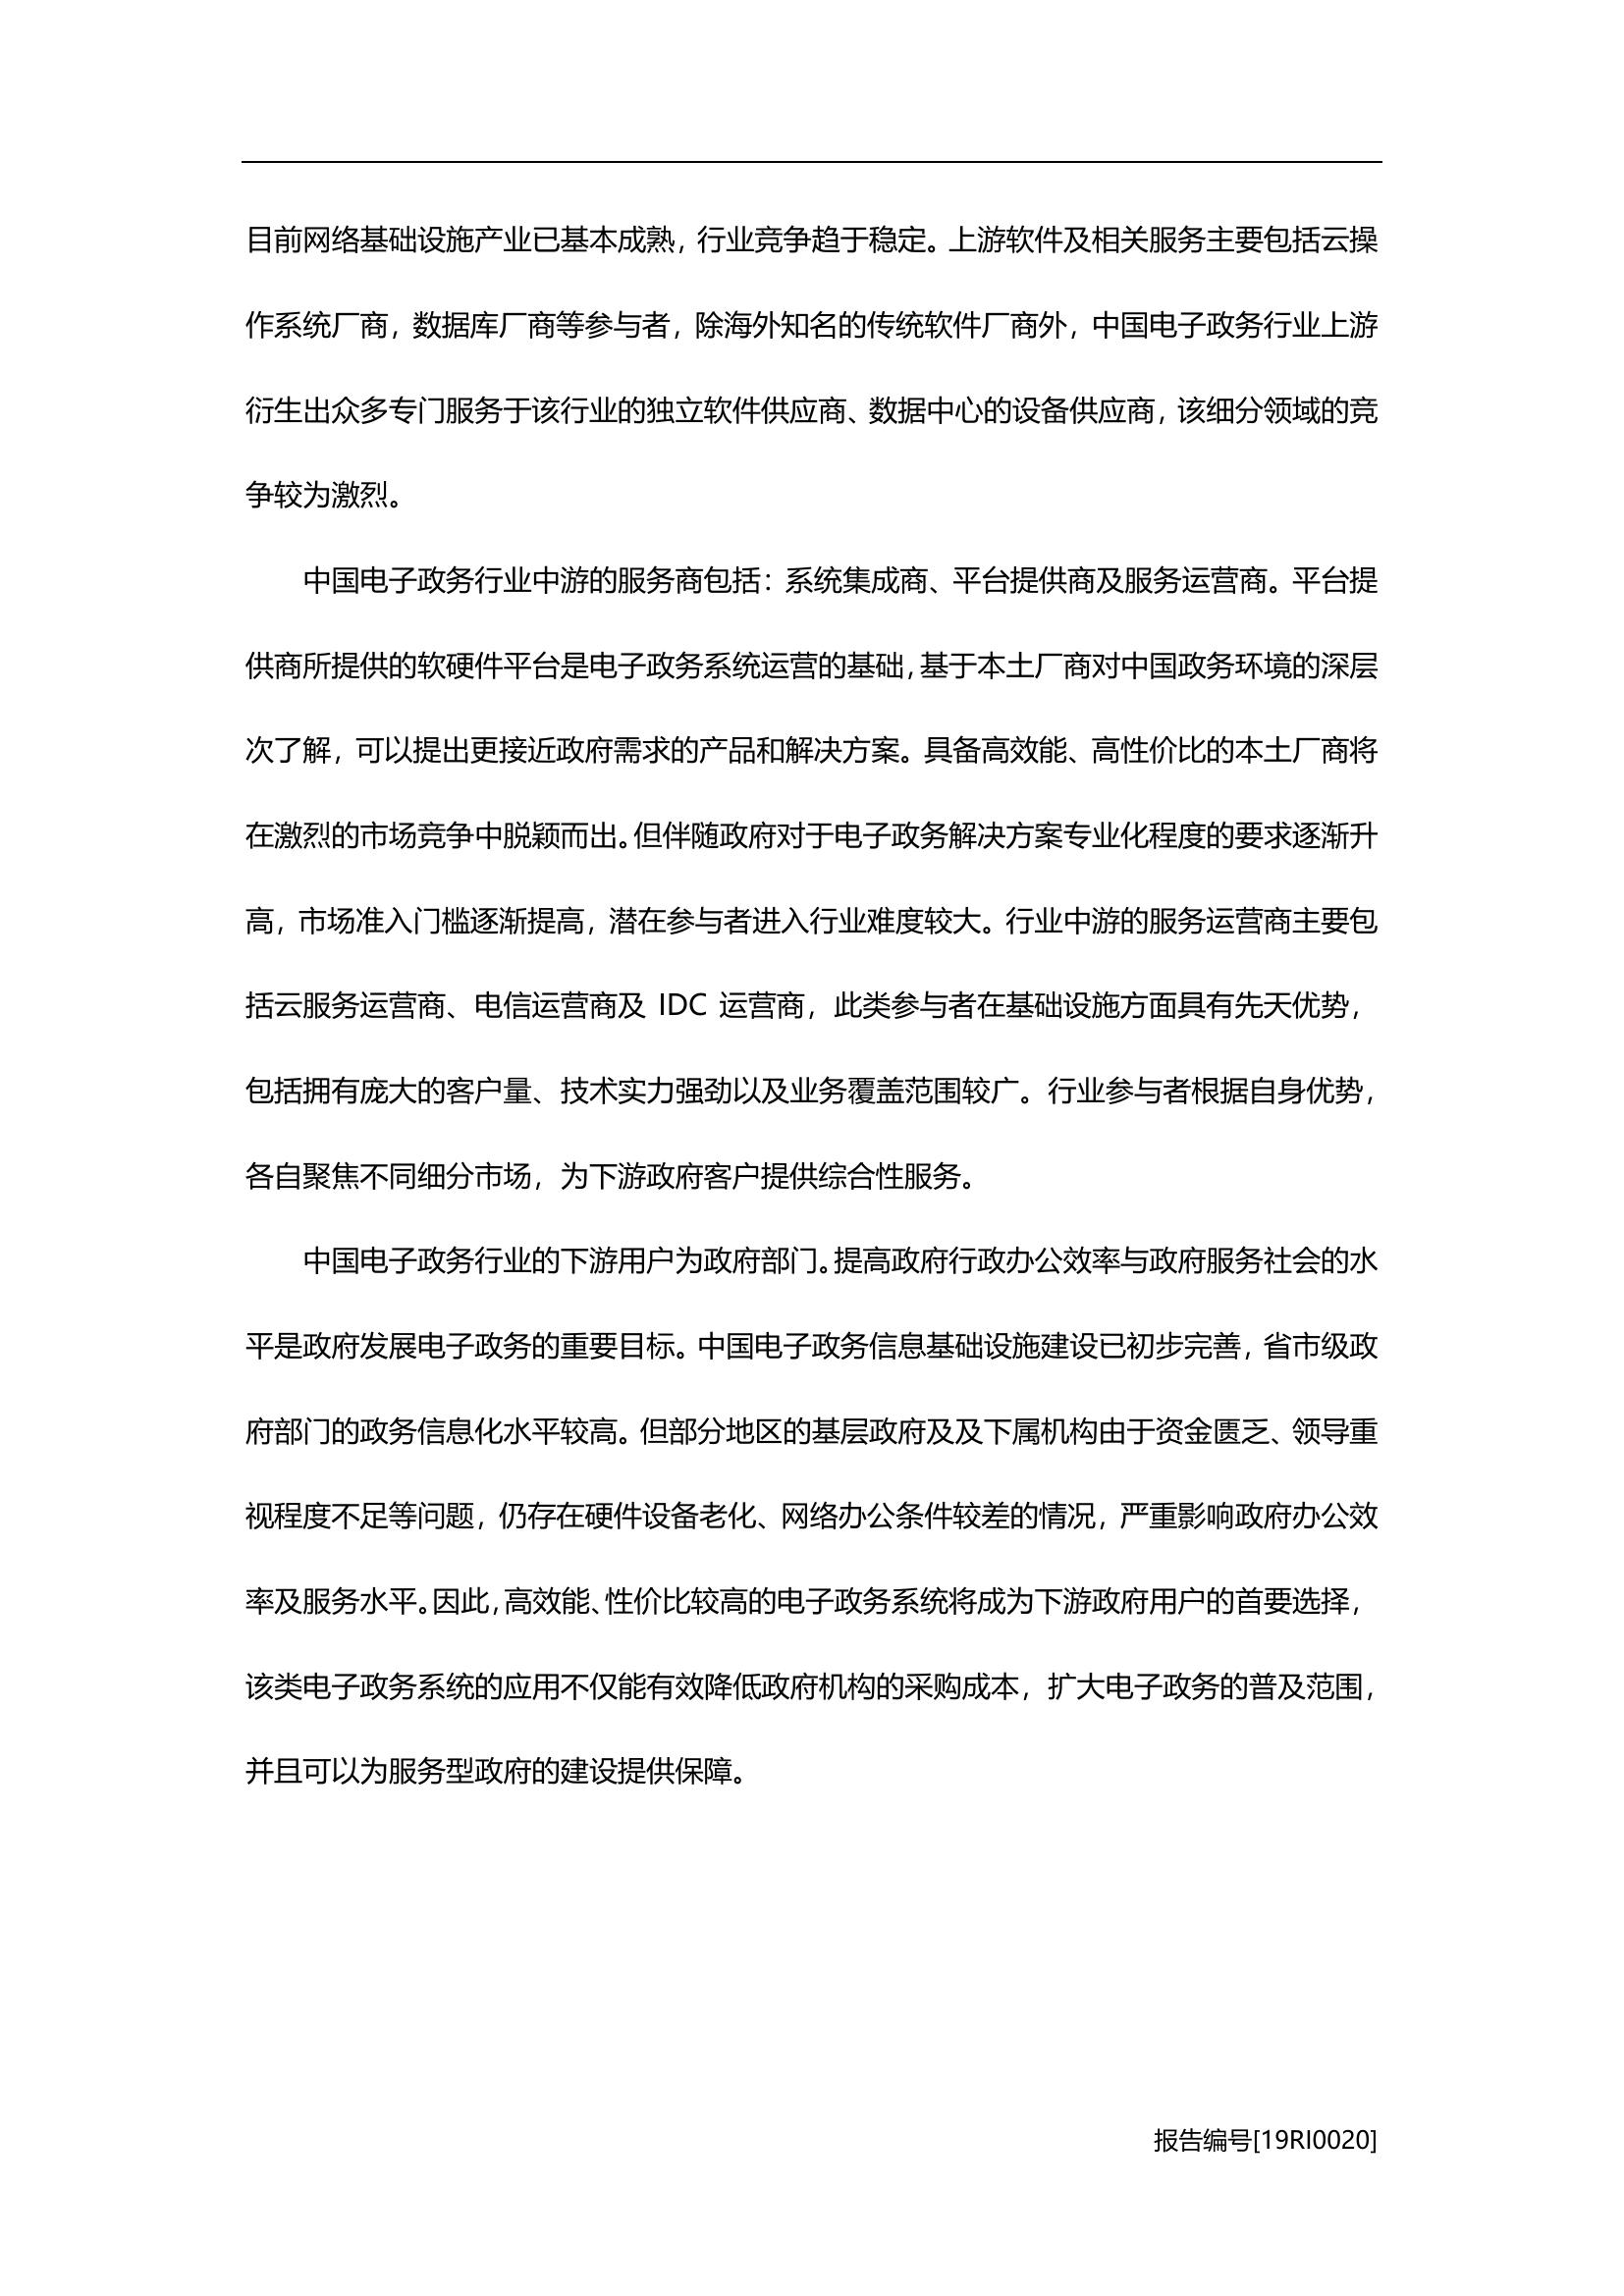 目前网络基础设施产业已基本成熟，行业竞争趋于稳定。上游软件及相关服务主要包括云操
作系统厂商，数据库厂商等参与者，除海外知名的传统软件厂商外，中国电子政务行业上游
衍生出众多专门服务于该行业的独立软件供应商、数据中心的设备供应商，该细分领域的竞
争较为激烈。
中国电子政务行业中游的服务商包括：系统集成商、平台提供商及服务运营商。平台提
供商所提供的软硬件平台是电子政务系统运营的基础，基于本土厂商对中国政务环境的深层
次了解，可以提出更接近政府需求的产品和解决方案。具备高效能、高性价比的本土厂商将
在激烈的市场竞争中脱颖而出。但伴随政府对于电子政务解决方案专业化程度的要求逐渐升
高，市场准入门槛逐渐提高，潜在参与者进入行业难度较大。行业中游的服务运营商主要包
括云服务运营商、电信运营商及 IDC 运营商，此类参与者在基础设施方面具有先天优势，
包括拥有庞大的客户量、技术实力强劲以及业务覆盖范围较广。行业参与者根据自身优势，
各自聚焦不同细分市场，为下游政府客户提供综合性服务。
中国电子政务行业的下游用户为政府部门。提高政府行政办公效率与政府服务社会的水
平是政府发展电子政务的重要目标。中国电子政务信息基础设施建设已初步完善，省市级政
府部门的政务信息化水平较高。但部分地区的基层政府及及下属机构由于资金匮乏、领导重
视程度不足等问题，仍存在硬件设备老化、网络办公条件较差的情况，严重影响政府办公效
率及服务水平。因此，高效能、性价比较高的电子政务系统将成为下游政府用户的首要选择，
该类电子政务系统的应用不仅能有效降低政府机构的采购成本，扩大电子政务的普及范围，
并且可以为服务型政府的建设提供保障。
报告编号[19RI0020]